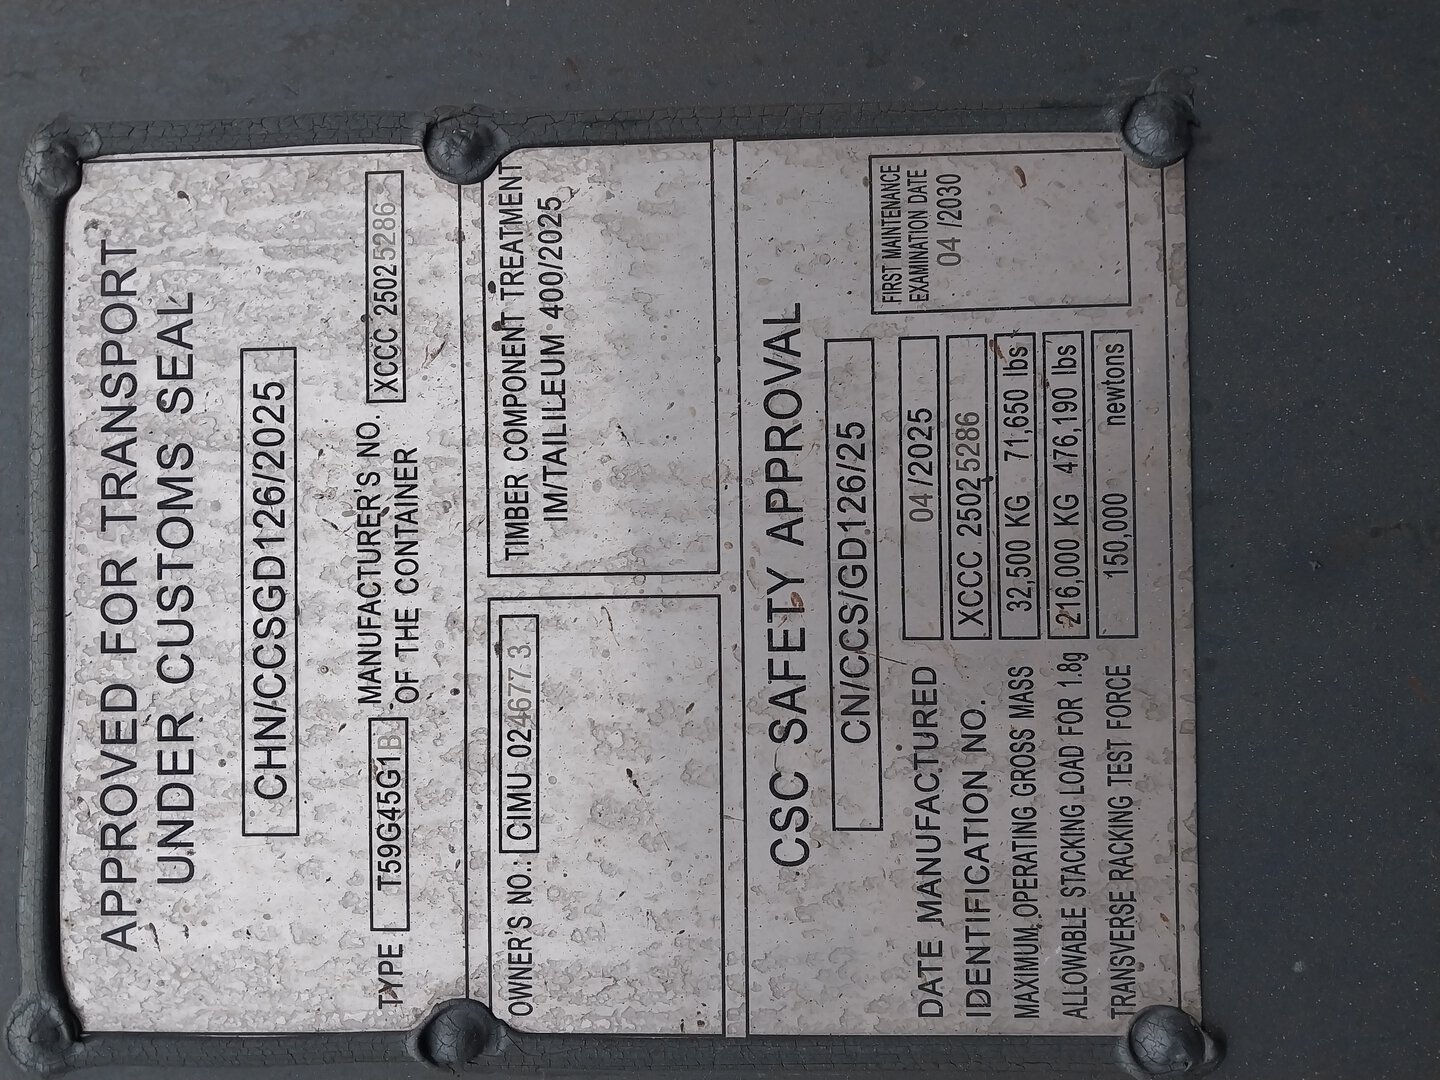 APPROVED FOR TRANSPORT
UNDER CUSTOMS SEAL
CHN/CCSGD126/2025
TYPE T59G45G1B MANUFACTURER'S NO.
OF THE CONTAINER XCCC 25025286
OWNER'S NO.: CIMU 024677 3
TIMBER COMPONENT TREATMENT
IM/TAILILEUM 400/2025
CSC SAFETY APPROVAL
CN/CCS/GD126/25
DATE MANUFACTURED 04 /2025
IDENTIFICATION NO. XCCC 25025286
MAXIMUM OPERATING GROSS MASS 32,500 KG 71,650 lbs
ALLOWABLE STACKING LOAD FOR 1.8g 216,000 KG 476,190 lbs
TRANSVERSE RACKING TEST FORCE 150,000 newtons
FIRST MAINTENANCE
EXAMINATION DATE
04 /2030